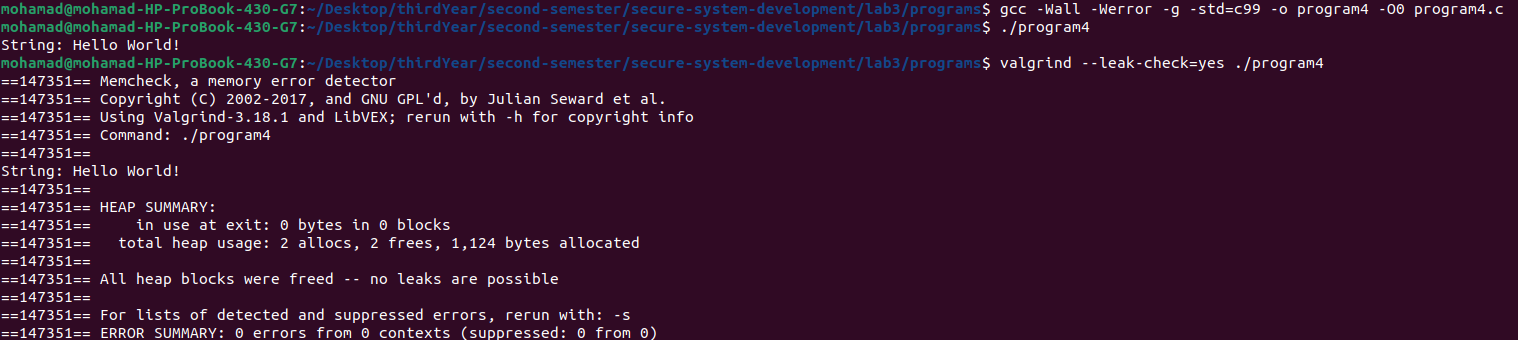 mohamad@mohamad-HP-ProBook-430-G7:~/Desktop/thirdYear/second-semester/secure-system-development/lab3/programs$ gcc -Wall -Werror -g -std=c99 -o program4 -O0 program4.c
mohamad@mohamad-HP-ProBook-430-G7:~/Desktop/thirdYear/second-semester/secure-system-development/lab3/programs$ ./program4
String: Hello World!
mohamad@mohamad-HP-ProBook-430-G7:~/Desktop/thirdYear/second-semester/secure-system-development/lab3/programs$ valgrind --leak-check=yes ./program4
==147351== Memcheck, a memory error detector
==147351== Copyright (C) 2002-2017, and GNU GPL'd, by Julian Seward et al.
==147351== Using Valgrind-3.18.1 and LibVEX; rerun with -h for copyright info
==147351== Command: ./program4
==147351==
String: Hello World!
==147351==
==147351== HEAP SUMMARY:
==147351==     in use at exit: 0 bytes in 0 blocks
==147351==   total heap usage: 2 allocs, 2 frees, 1,124 bytes allocated
==147351==
==147351== All heap blocks were freed -- no leaks are possible
==147351==
==147351== For lists of detected and suppressed errors, rerun with: -s
==147351== ERROR SUMMARY: 0 errors from 0 contexts (suppressed: 0 from 0)